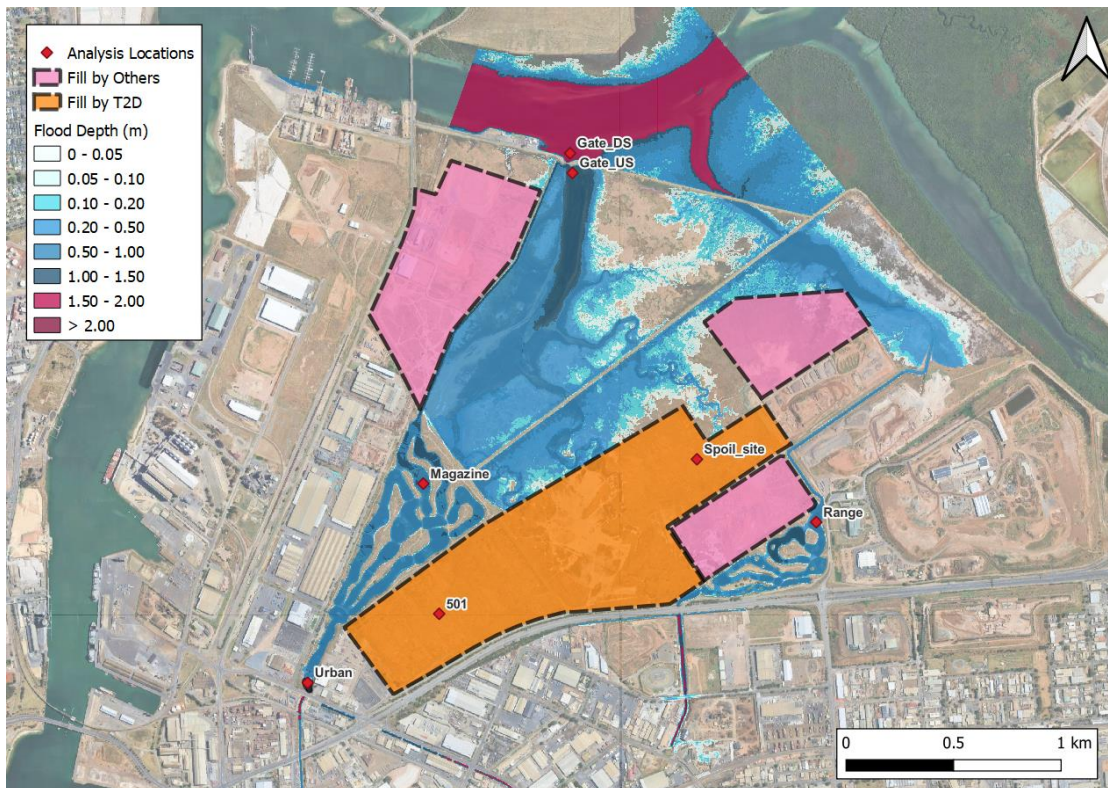 Analysis Locations
Fill by Others
Fill by T2D
Flood Depth (m)
0 - 0.05
0.05 - 0.10
0.10 - 0.20
0.20 - 0.50
0.50 - 1.00
1.00 - 1.50
1.50 - 2.00
> 2.00
Gate_DS
Gate_US
Spoil_site
Magazine
Range
501
Urban
0 0.5 1 km